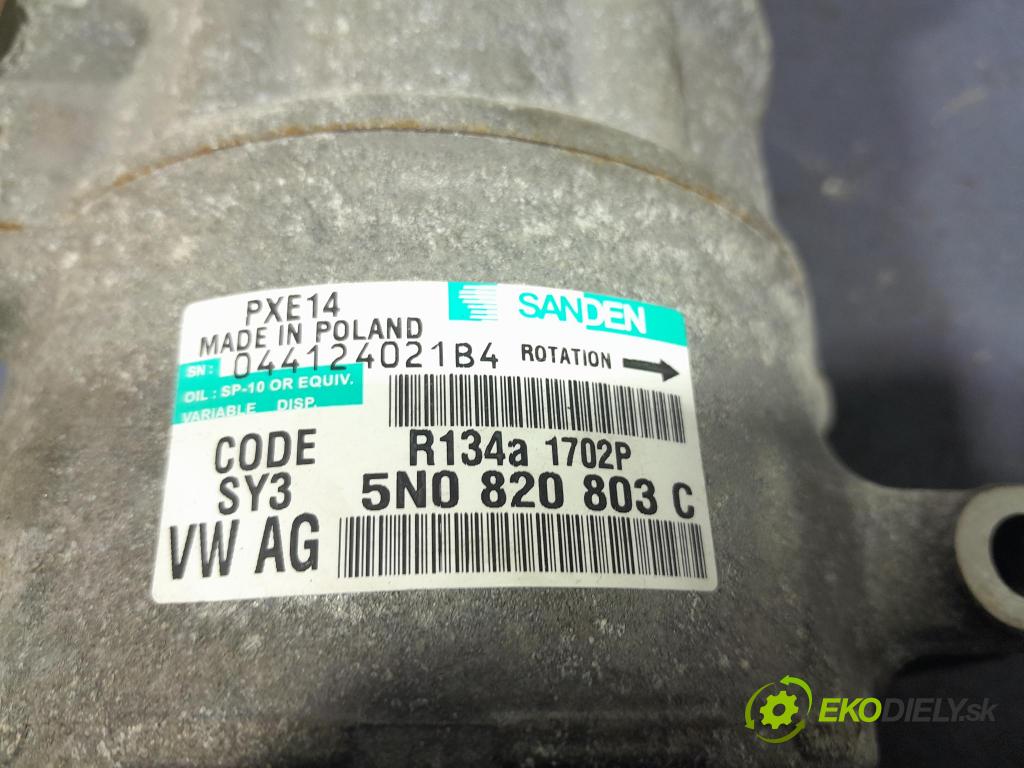 PXE14
SANDEN
MADE IN POLAND
SN: 044124021B4
ROTATION
OIL : SP-10 OR EQUIV.
VARIABLE DISP.
CODE
R134a 1702P
SY3
5N0 820 803 C
VW AG
EKODIELY.sk